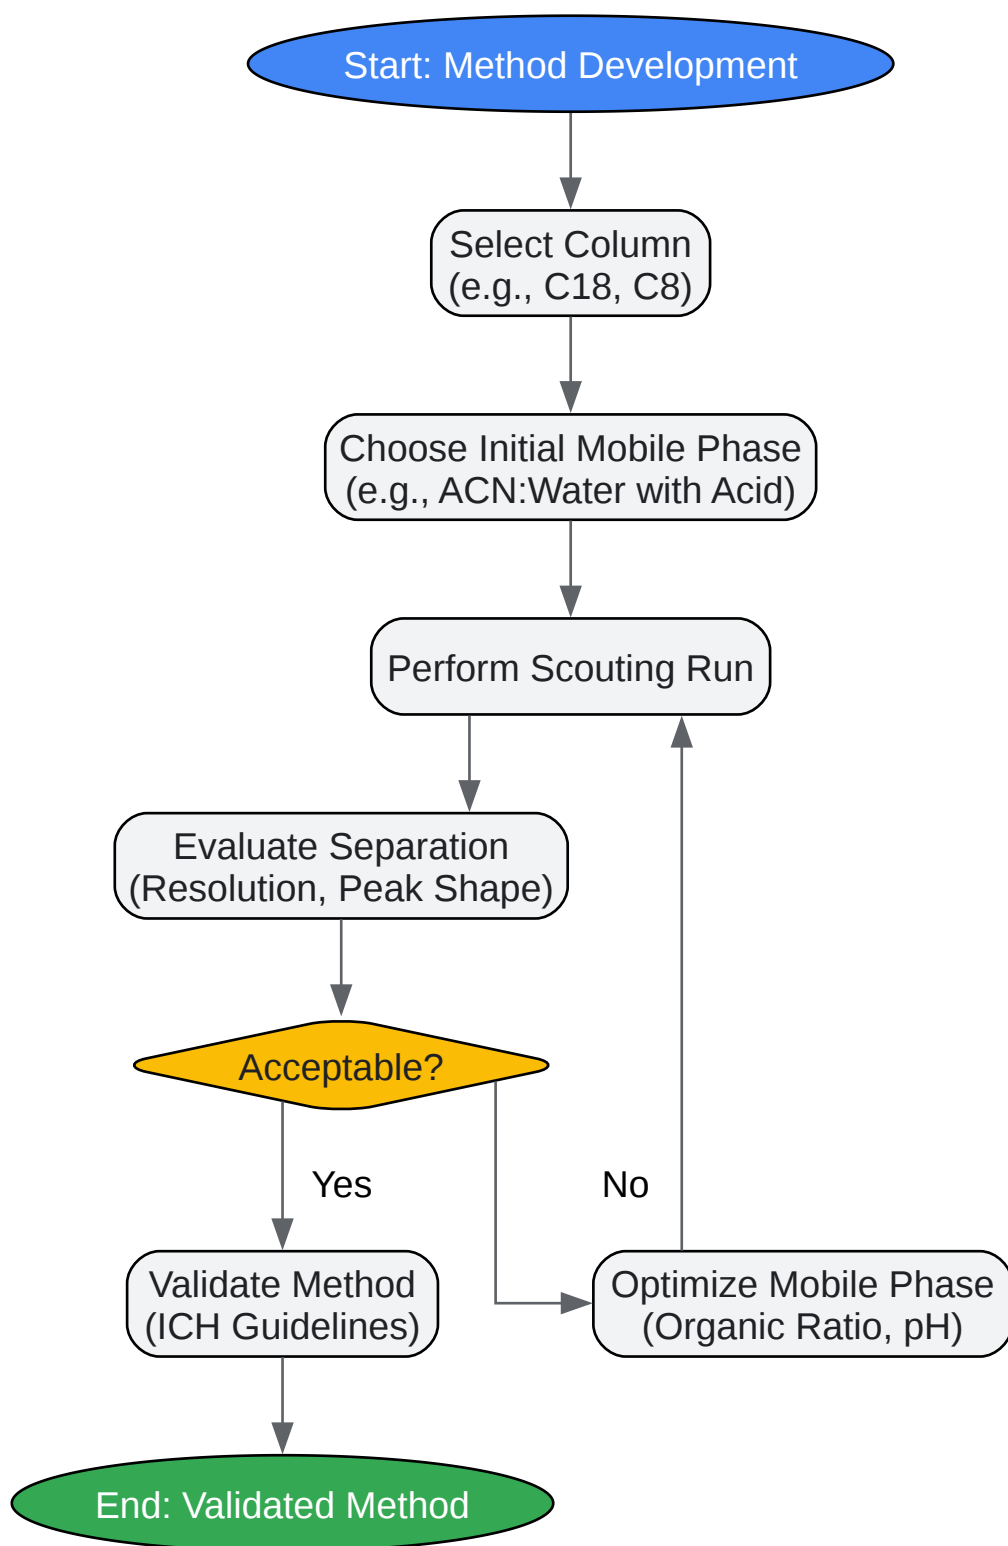 Start: Method Development
Select Column
(e.g., C18, C8)
Choose Initial Mobile Phase
(e.g., ACN:Water with Acid)
Perform Scouting Run
Evaluate Separation
(Resolution, Peak Shape)
Acceptable?
Yes
No
Validate Method
(ICH Guidelines)
Optimize Mobile Phase
(Organic Ratio, pH)
End: Validated Method